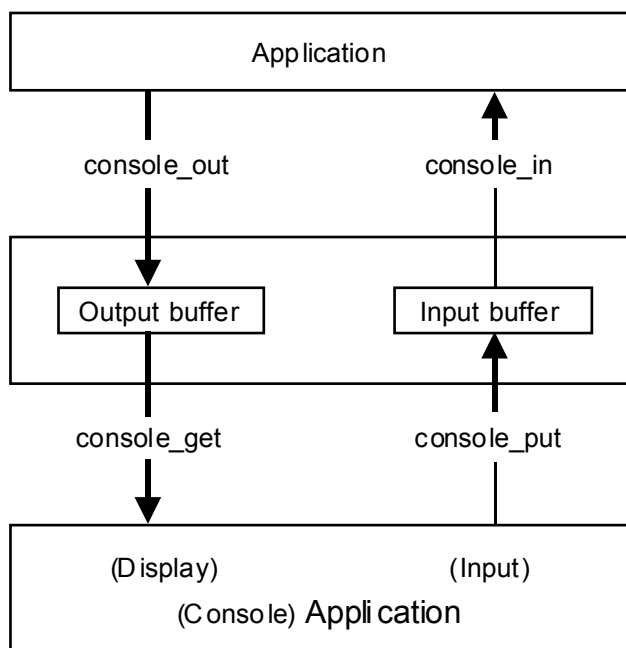 Application
console_out
console_in
Output buffer
Input buffer
console_get
console_put
(Display)
(Input)
(Console) Application